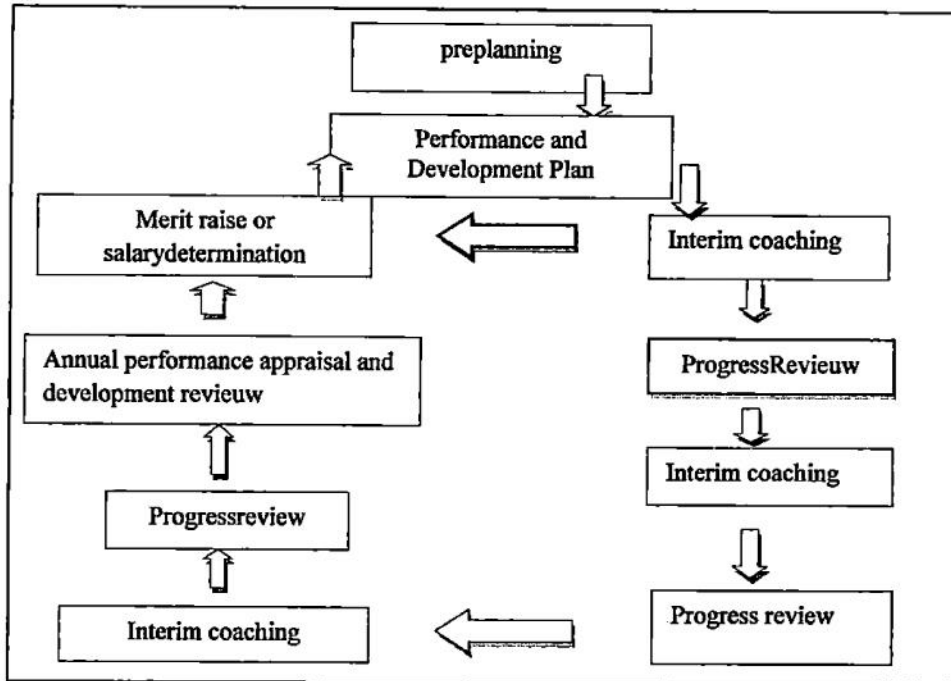 preplanning
Performance and
Development Plan
Merit raise or
salarydetermination
Interim coaching
Annual performance appraisal and
development revieuw
ProgressRevieuw
Interim coaching
Progressreview
Progress review
Interim coaching